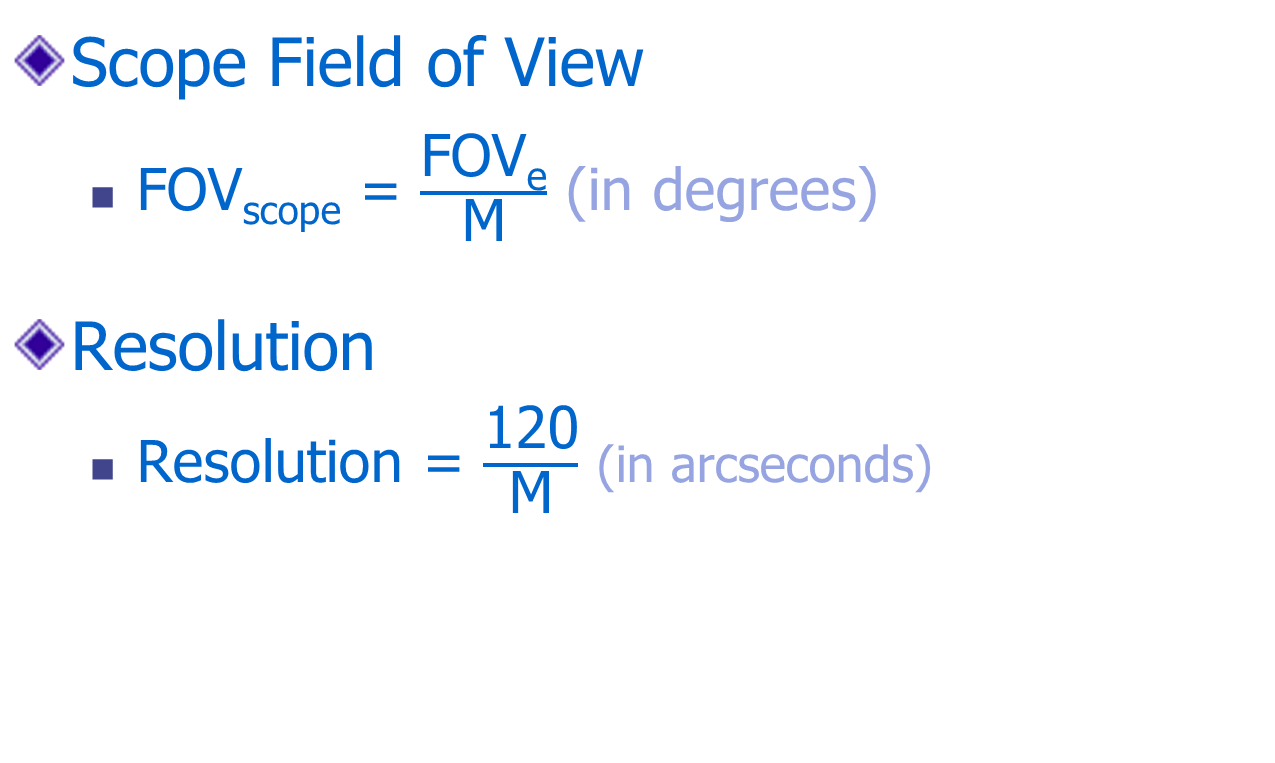 Scope Field of View
FOVscope = FOVe / M (in degrees)
Resolution
Resolution = 120 / M (in arcseconds)